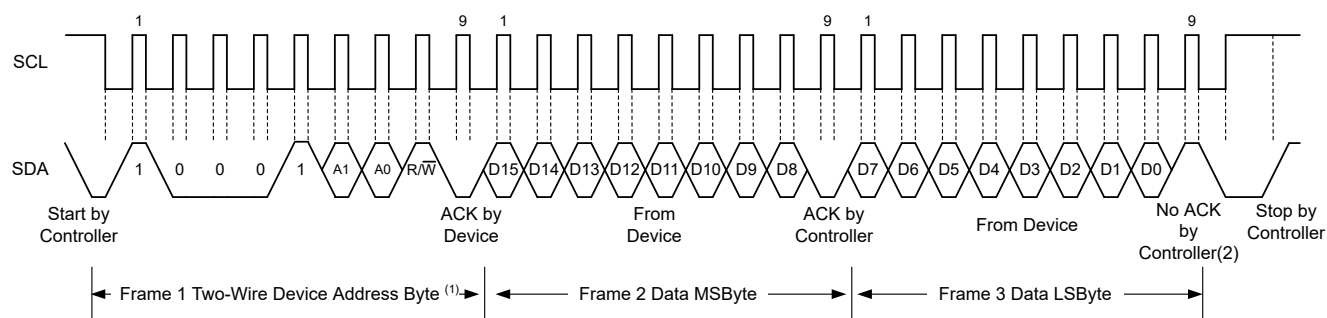 1 9 1 9 1 9
SCL
SDA
1 0 0 0 1 A1 A0 R/W̅ D15 D14 D13 D12 D11 D10 D9 D8 D7 D6 D5 D4 D3 D2 D1 D0
Start by
Controller
ACK by
Device
From
Device
ACK by
Controller
From Device
No ACK
by
Controller(2)
Stop by
Controller
Frame 1 Two-Wire Device Address Byte (1)
Frame 2 Data MSByte
Frame 3 Data LSByte